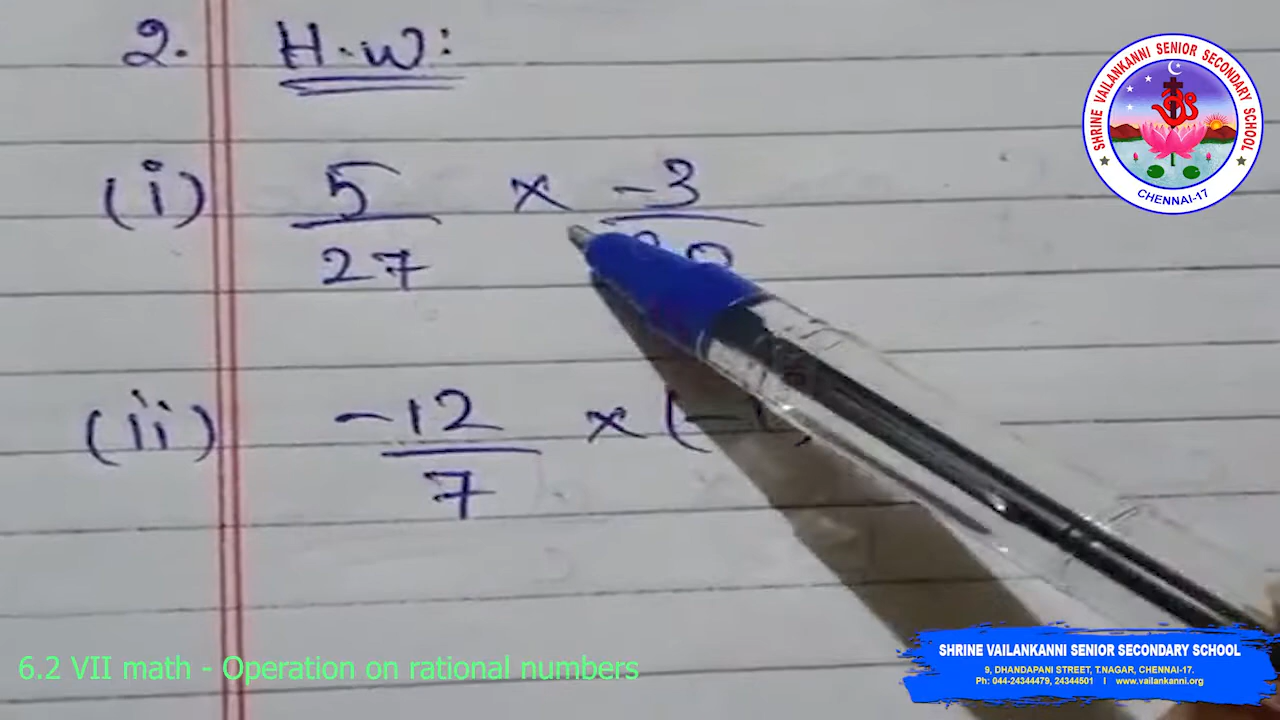 2. H.W:
(i) 5/27 × -3/
(ii) -12/7 × (-1
SHRINE VAILANKANNI SENIOR SECONDARY SCHOOL
CHENNAI-17
6.2 VII math - Operation on rational numbers
SHRINE VAILANKANNI SENIOR SECONDARY SCHOOL
9, DHANDAPANI STREET, T.NAGAR, CHENNAI-17.
Ph: 044-24344479, 24344501 I www.vailankanni.org